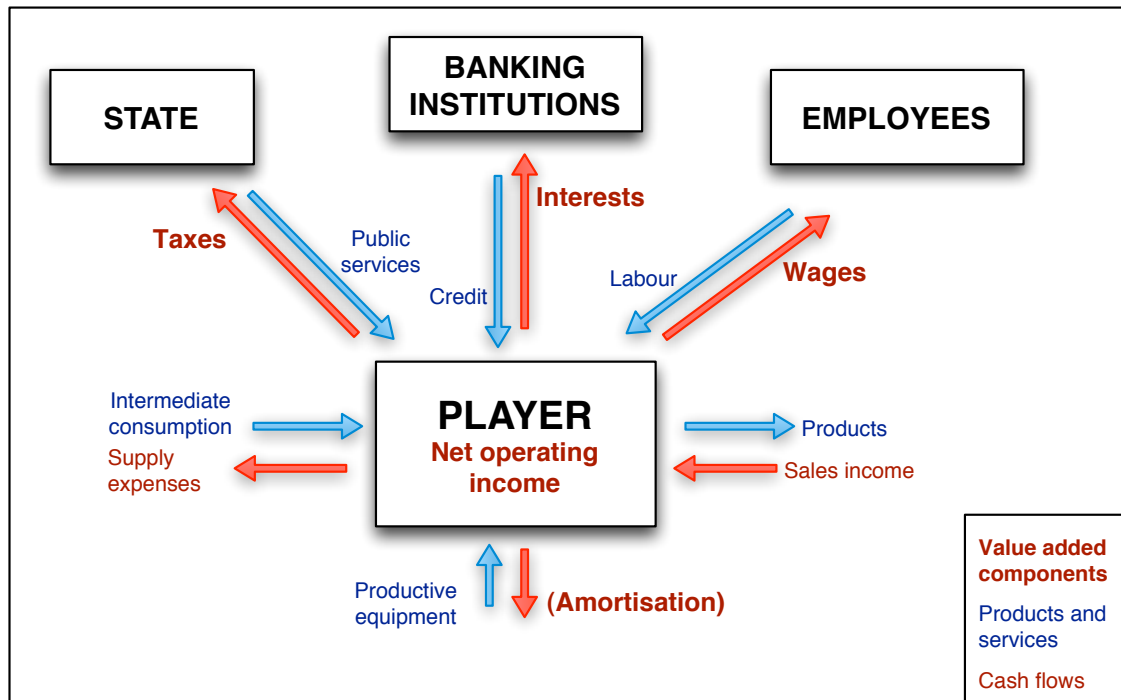 STATE
BANKING
INSTITUTIONS
EMPLOYEES
Taxes
Public
services
Credit
Interests
Labour
Wages
Intermediate
consumption
Supply
expenses
PLAYER
Net operating
income
Products
Sales income
Productive
equipment
(Amortisation)
Value added
components
Products and
services
Cash flows